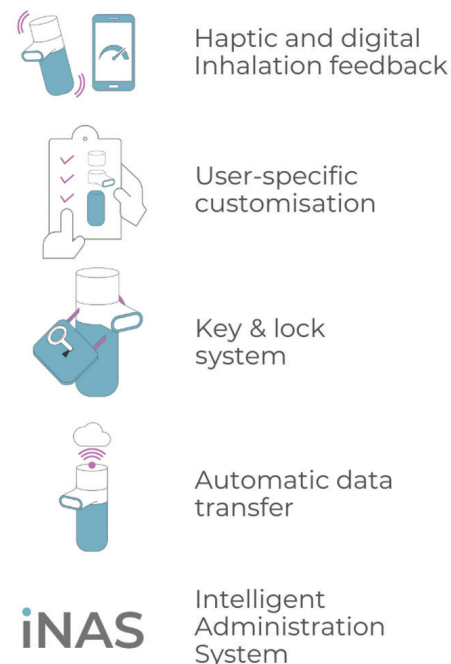 Haptic and digital
Inhalation feedback
User-specific
customisation
Key & lock
system
Automatic data
transfer
iNAS
Intelligent
Administration
System